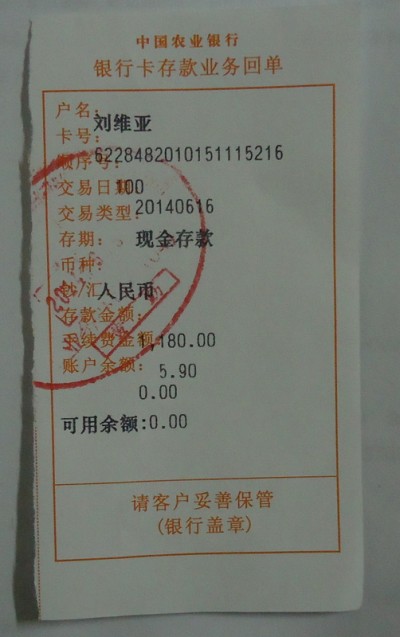 中国农业银行
银行卡存款业务回单
户名:
刘维亚
卡号:
6228482010151115216
顺序号:
交易日期:
100
交易类型:
20140616
存期:
现金存款
币种:
钞/汇:
人民币
存款金额:
手续费金额:
1,180.00
账户余额:
5.90
0.00
可用余额:0.00
请客户妥善保管
(银行盖章)